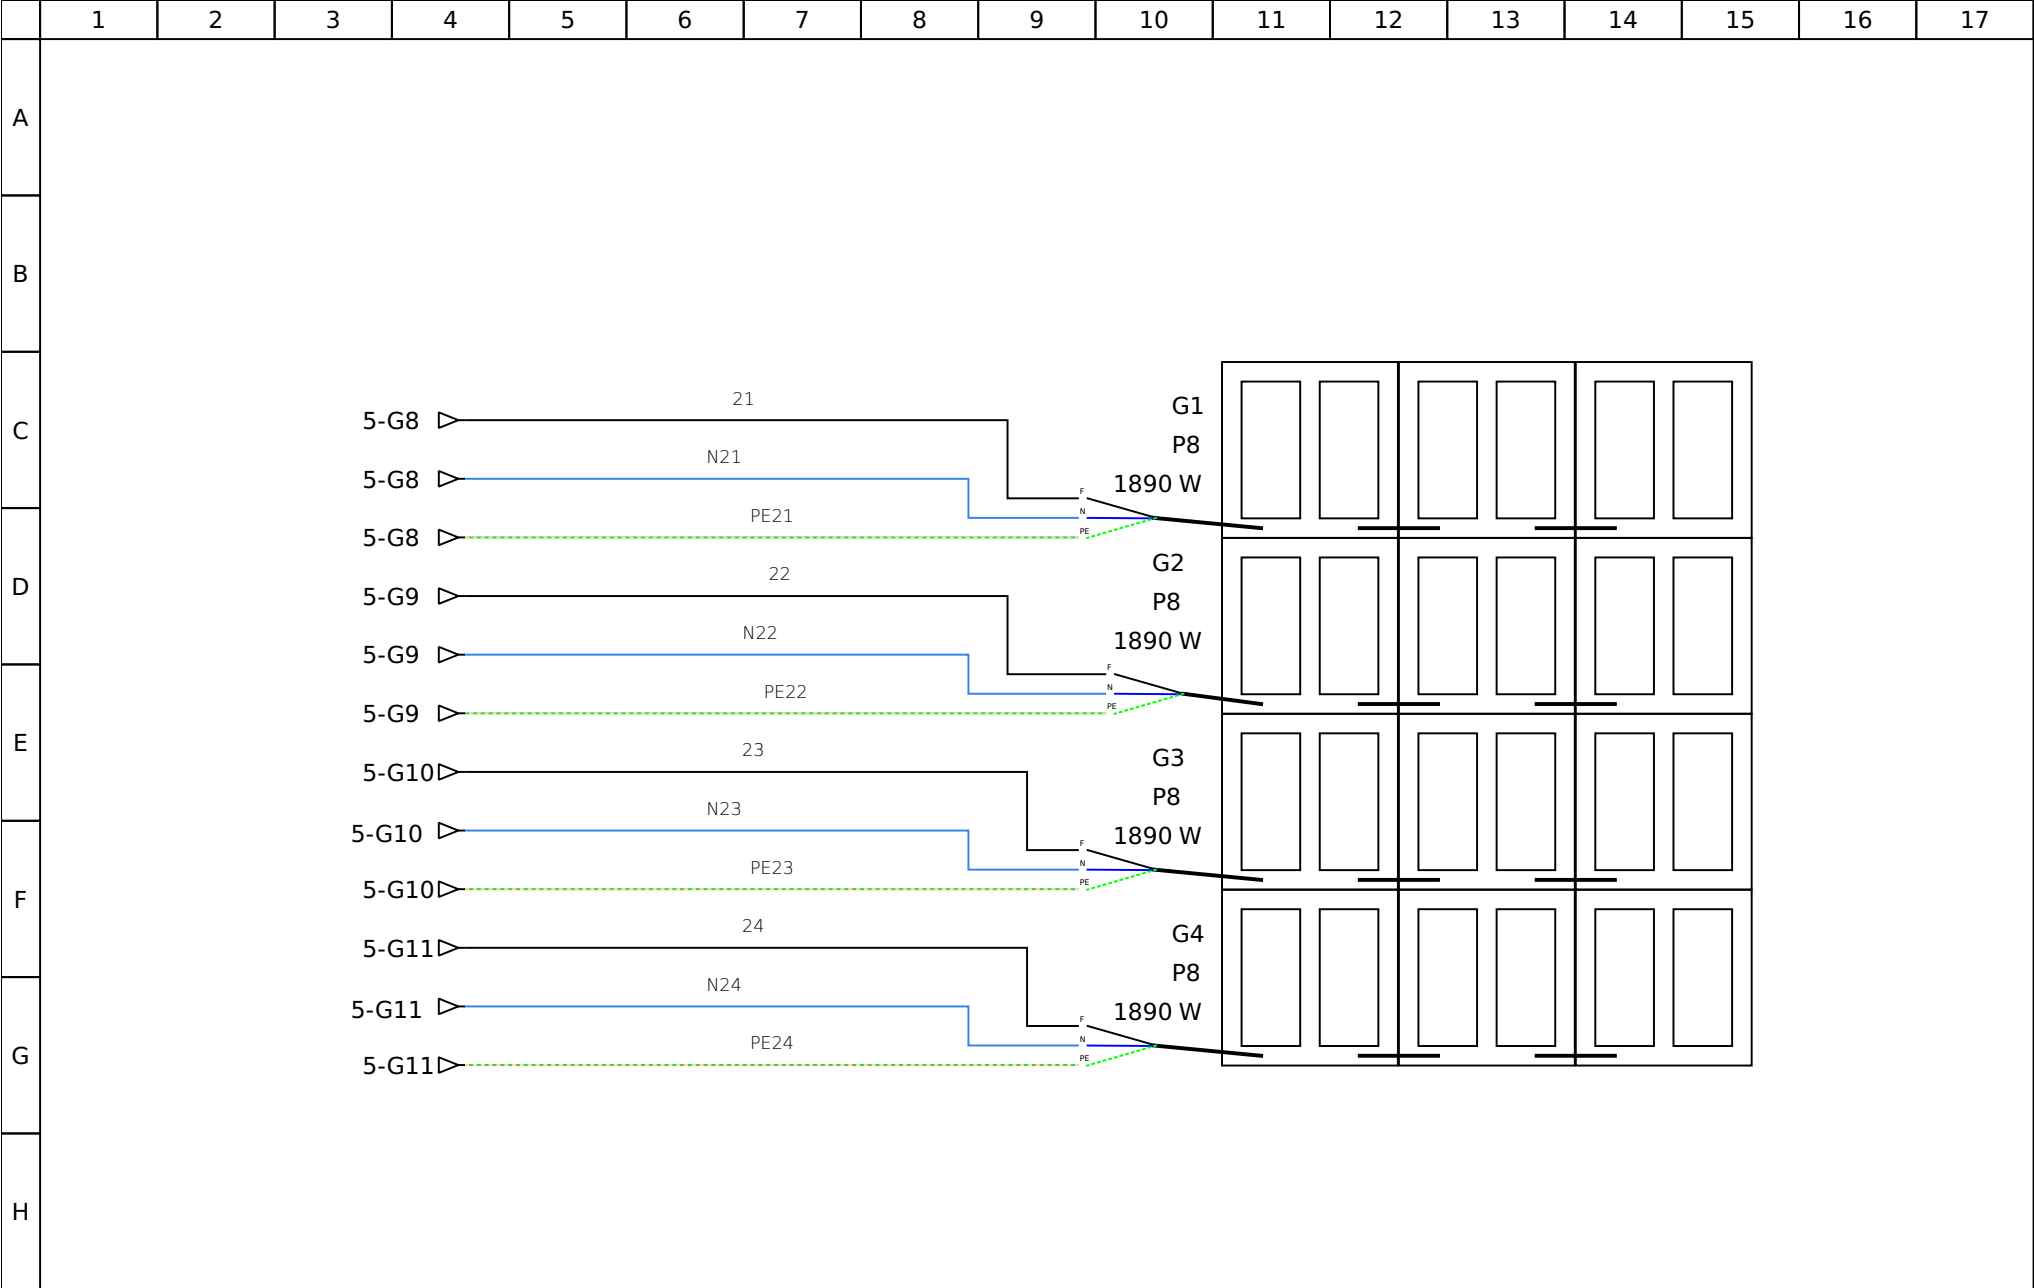 1 2 3 4 5 6 7 8 9 10 11 12 13 14 15 16 17
A
B
C
D
E
F
G
H
21
5-G8
N21
5-G8
PE21
5-G8
22
5-G9
N22
5-G9
PE22
5-G9
23
5-G10
N23
5-G10
PE23
5-G10
24
5-G11
N24
5-G11
PE24
5-G11
G1
P8
1890 W
F
N
PE
G2
P8
1890 W
F
N
PE
G3
P8
1890 W
F
N
PE
G4
P8
1890 W
F
N
PE